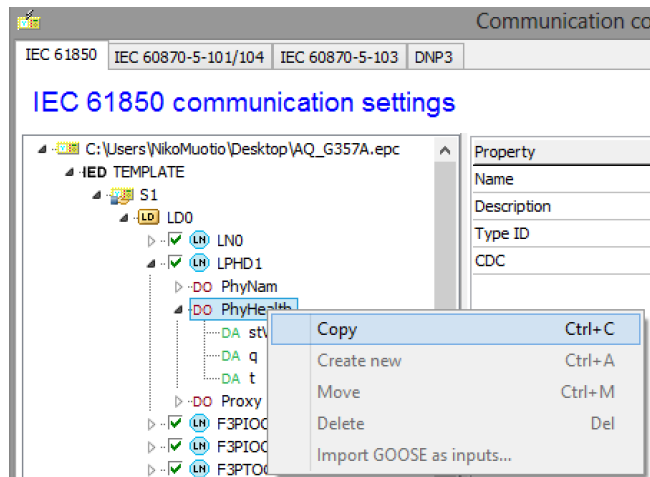 Communication co
IEC 61850 IEC 60870-5-101/104 IEC 60870-5-103 DNP3
IEC 61850 communication settings
C:\Users\NikoMuotio\Desktop\AQ_G357A.epc
IED TEMPLATE
S1
LD LD0
LN LN0
LN LPHD1
DO PhyNam
DO PhyHealth
DA stV
DA q
DA t
DO Proxy
LN F3PIOC
LN F3PIOC
LN F3PTOC
Property
Name
Description
Type ID
CDC
Copy Ctrl+C
Create new Ctrl+A
Move Ctrl+M
Delete Del
Import GOOSE as inputs...